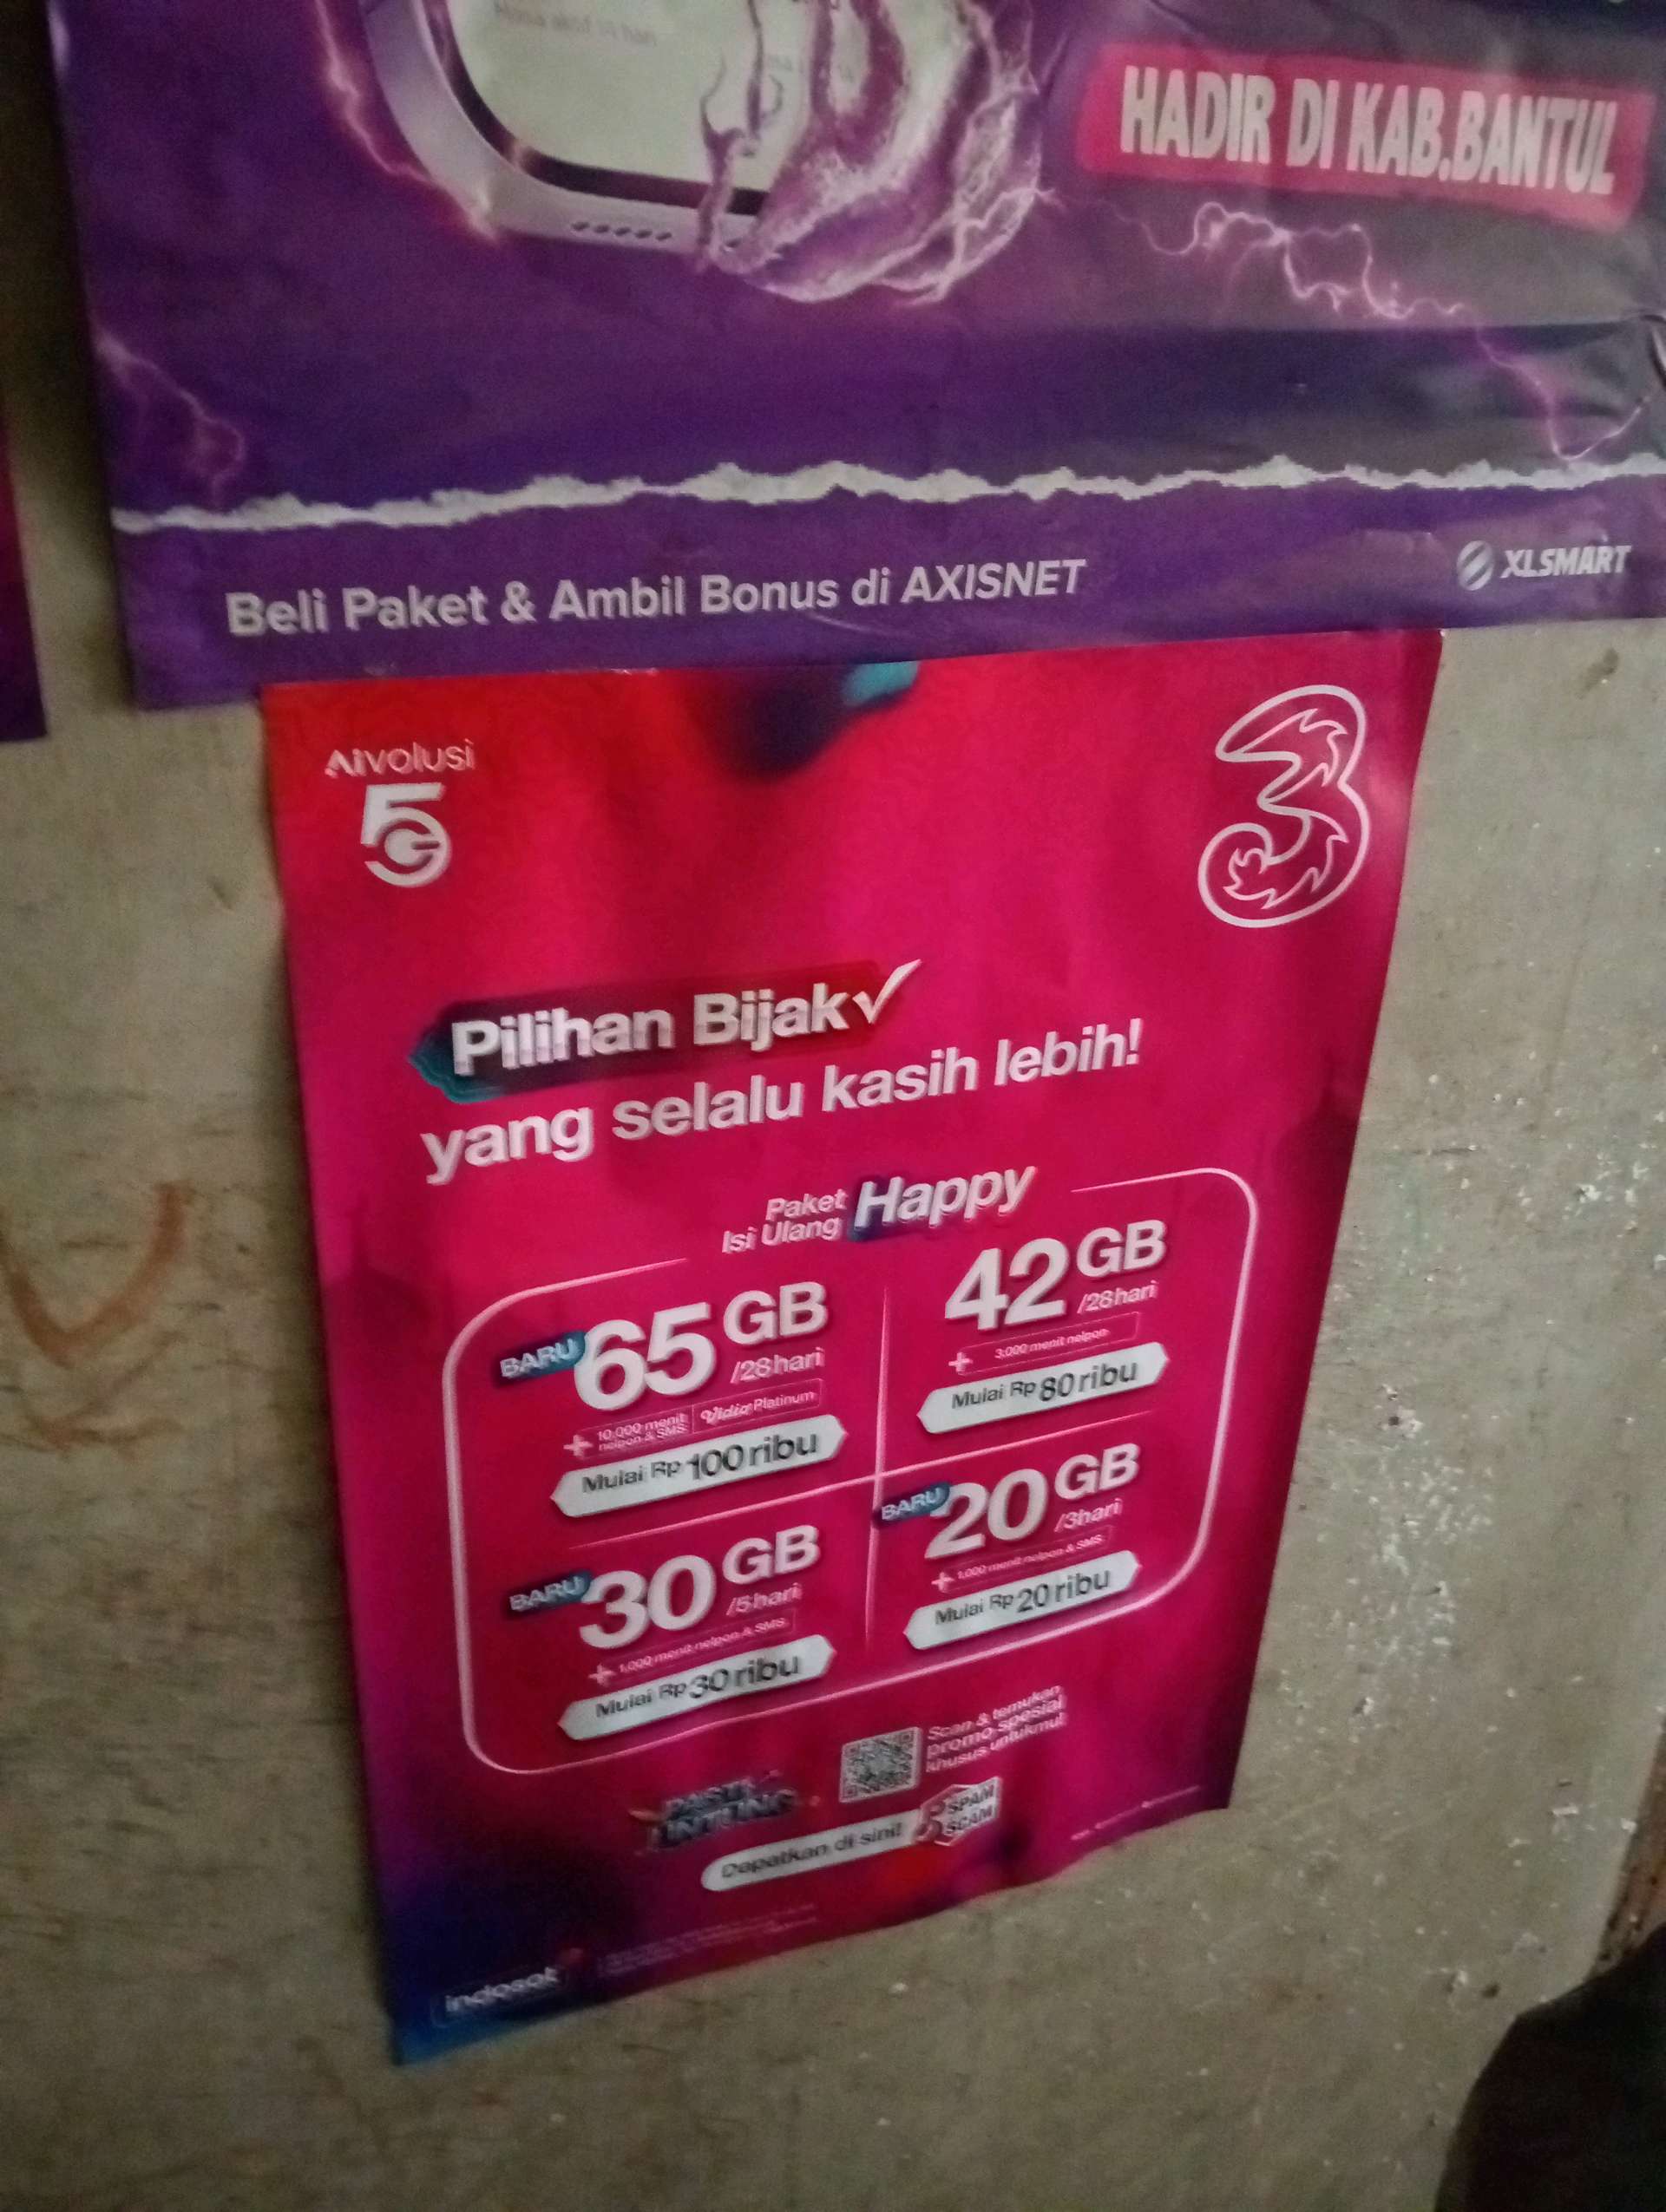 HADIR DI KAB.BANTUL
Beli Paket & Ambil Bonus di AXISNET
XLSMART
AIvolusi
5G
3
Pilihan Bijak
yang selalu kasih lebih!
Paket
Isi Ulang Happy
BARU 65 GB
/28hari
+ 10,000 menit
nelpon & SMS
Vidio Platinum
Mulai Rp 100 ribu
42 GB
/28hari
+ 3,000 menit nelpon
Mulai Rp 80 ribu
BARU 30 GB
/5hari
+ 1,000 menit nelpon & SMS
Mulai Rp 30 ribu
BARU 20 GB
/3hari
+ 1,000 menit nelpon & SMS
Mulai Rp 20 ribu
Scan & temukan
promo spesial
khusus untukmu!
PASTI
UNTUNG
Dapatkan di sini!
SPAM
SCAM
indosat